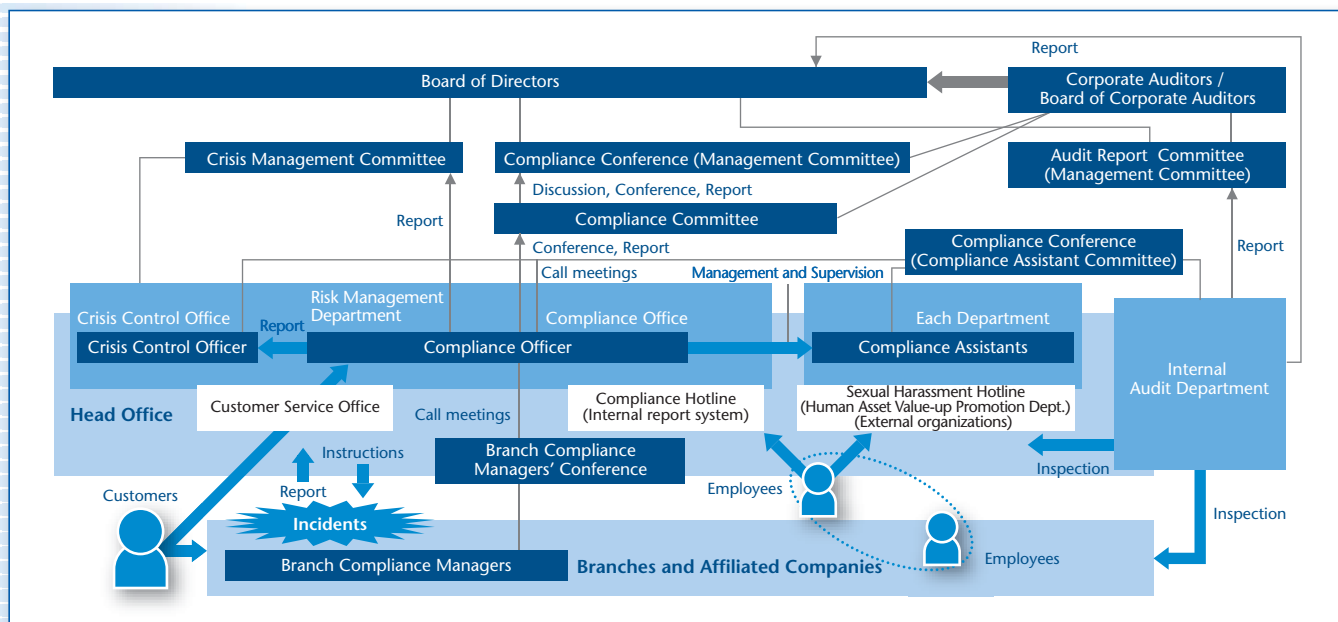 Report
Board of Directors
Corporate Auditors /
Board of Corporate Auditors
Crisis Management Committee
Compliance Conference (Management Committee)
Audit Report Committee
(Management Committee)
Discussion, Conference, Report
Report
Compliance Committee
Compliance Conference
(Compliance Assistant Committee)
Report
Conference, Report
Call meetings
Management and Supervision
Crisis Control Office
Risk Management
Department
Compliance Office
Each Department
Report
Crisis Control Officer
Compliance Officer
Compliance Assistants
Internal
Audit Department
Head Office
Customer Service Office
Call meetings
Compliance Hotline
(Internal report system)
Sexual Harassment Hotline
(Human Asset Value-up Promotion Dept.)
(External organizations)
Instructions
Branch Compliance
Managers’ Conference
Inspection
Customers
Report
Employees
Inspection
Incidents
Branch Compliance Managers
Branches and Affiliated Companies
Employees